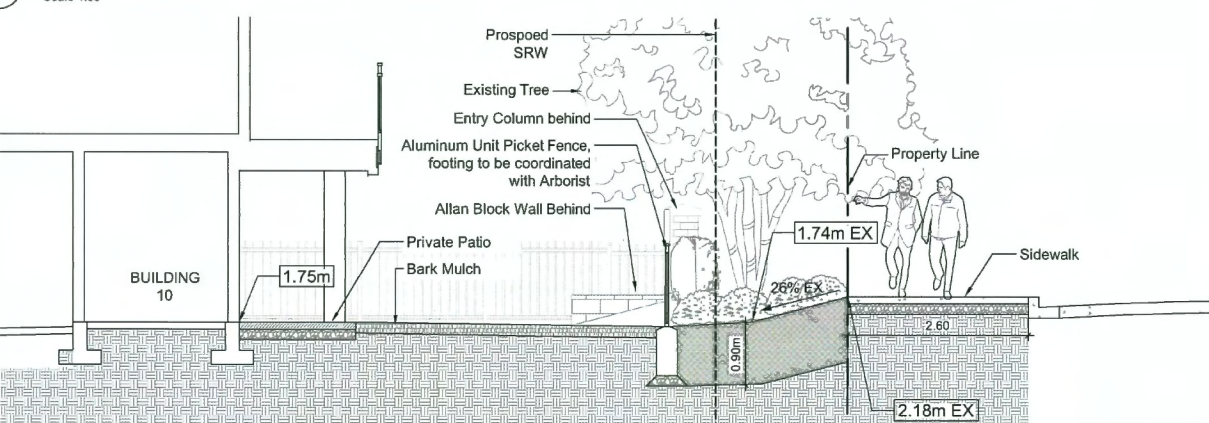 Prospoed
SRW
Existing Tree
Entry Column behind
Aluminum Unit Picket Fence,
footing to be coordinated
with Arborist
Allan Block Wall Behind
Private Patio
Bark Mulch
BUILDING
10
1.75m
Property Line
1.74m EX
Sidewalk
26% EX
0.90m
2.60
2.18m EX